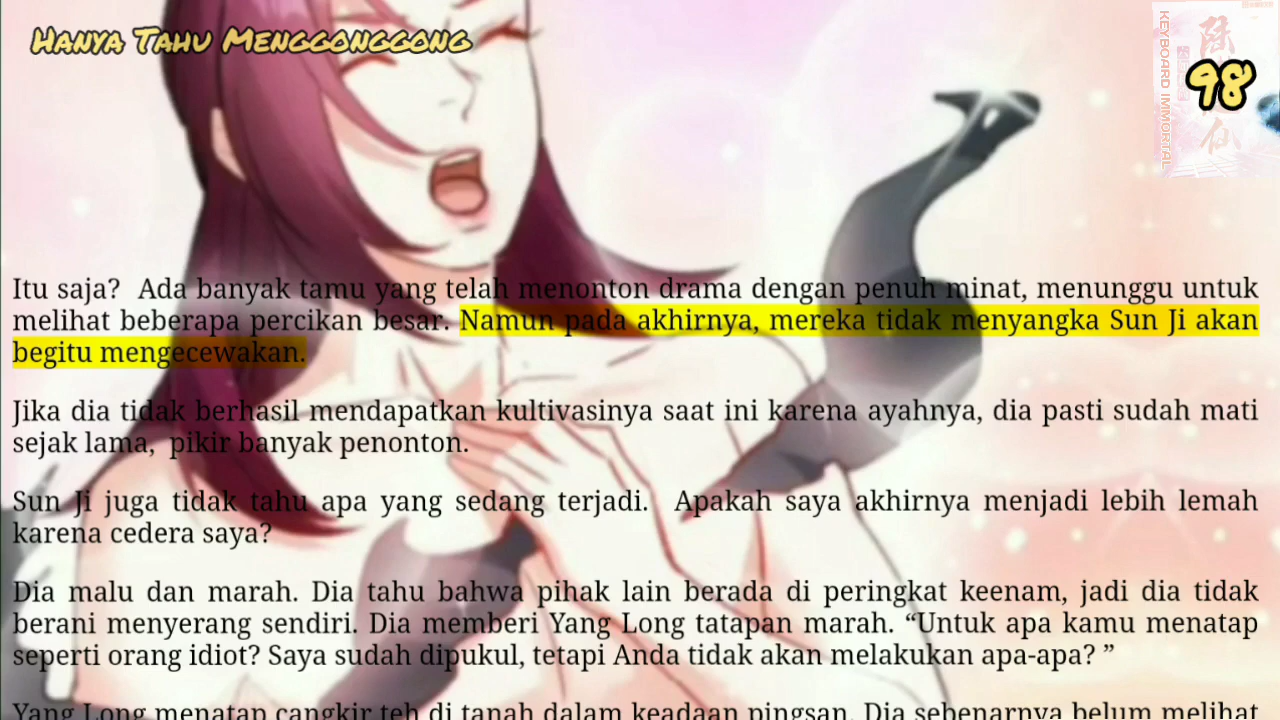 Hanya Tahu Menggonggong
98
KEYBOARD IMMORTAL
Itu saja?  Ada banyak tamu yang telah menonton drama dengan penuh minat, menunggu untuk
melihat beberapa percikan besar. Namun pada akhirnya, mereka tidak menyangka Sun Ji akan
begitu mengecewakan.
Jika dia tidak berhasil mendapatkan kultivasinya saat ini karena ayahnya, dia pasti sudah mati
sejak lama,  pikir banyak penonton.
Sun Ji juga tidak tahu apa yang sedang terjadi.  Apakah saya akhirnya menjadi lebih lemah
karena cedera saya?
Dia malu dan marah. Dia tahu bahwa pihak lain berada di peringkat keenam, jadi dia tidak
berani menyerang sendiri. Dia memberi Yang Long tatapan marah. “Untuk apa kamu menatap
seperti orang idiot? Saya sudah dipukul, tetapi Anda tidak akan melakukan apa-apa? ”
Yang Long menatap cangkir teh di tanah dalam keadaan pingsan. Dia sebenarnya belum melihat